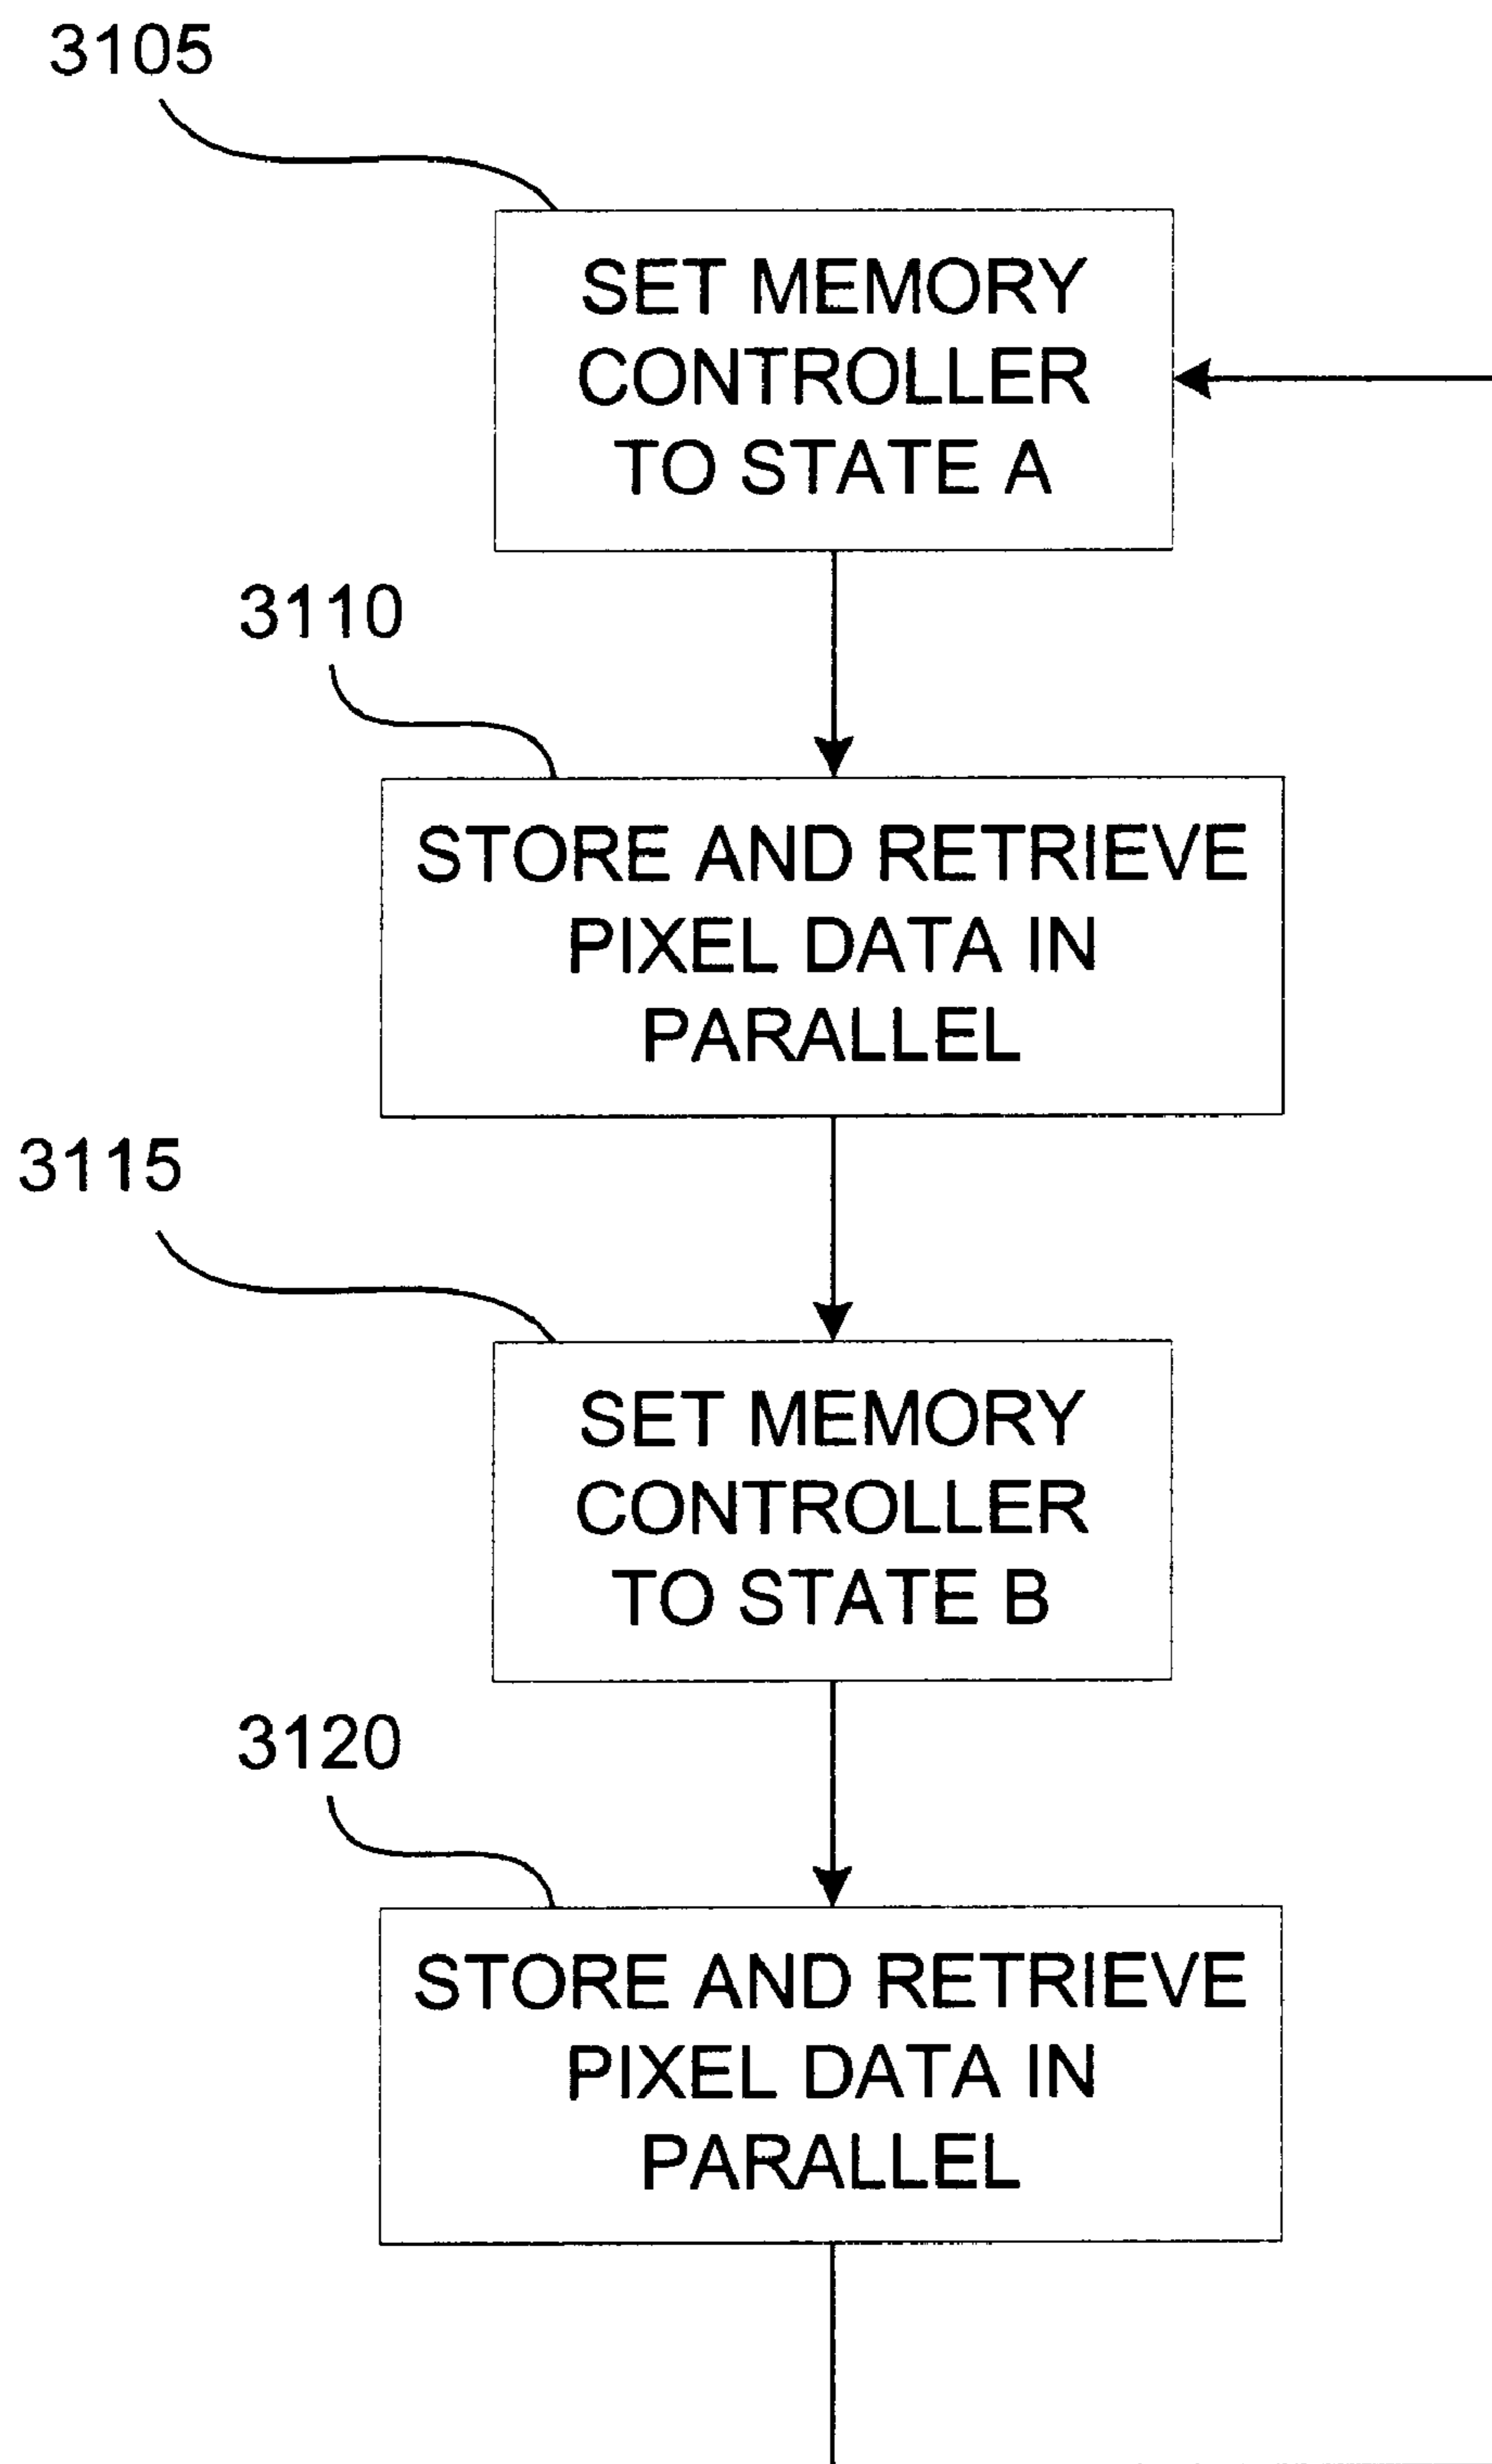 3105
SET MEMORY
CONTROLLER
TO STATE A
3110
STORE AND RETRIEVE
PIXEL DATA IN
PARALLEL
3115
SET MEMORY
CONTROLLER
TO STATE B
3120
STORE AND RETRIEVE
PIXEL DATA IN
PARALLEL